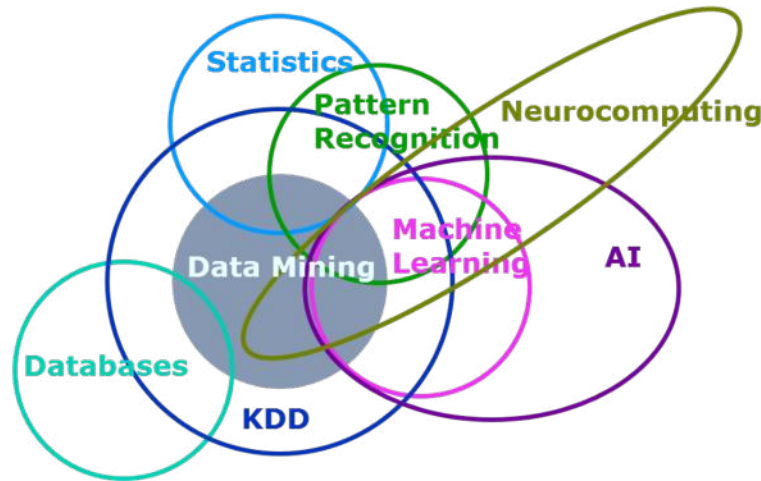 Statistics
Pattern
Recognition
Neurocomputing
Machine
Learning
AI
Data Mining
Databases
KDD